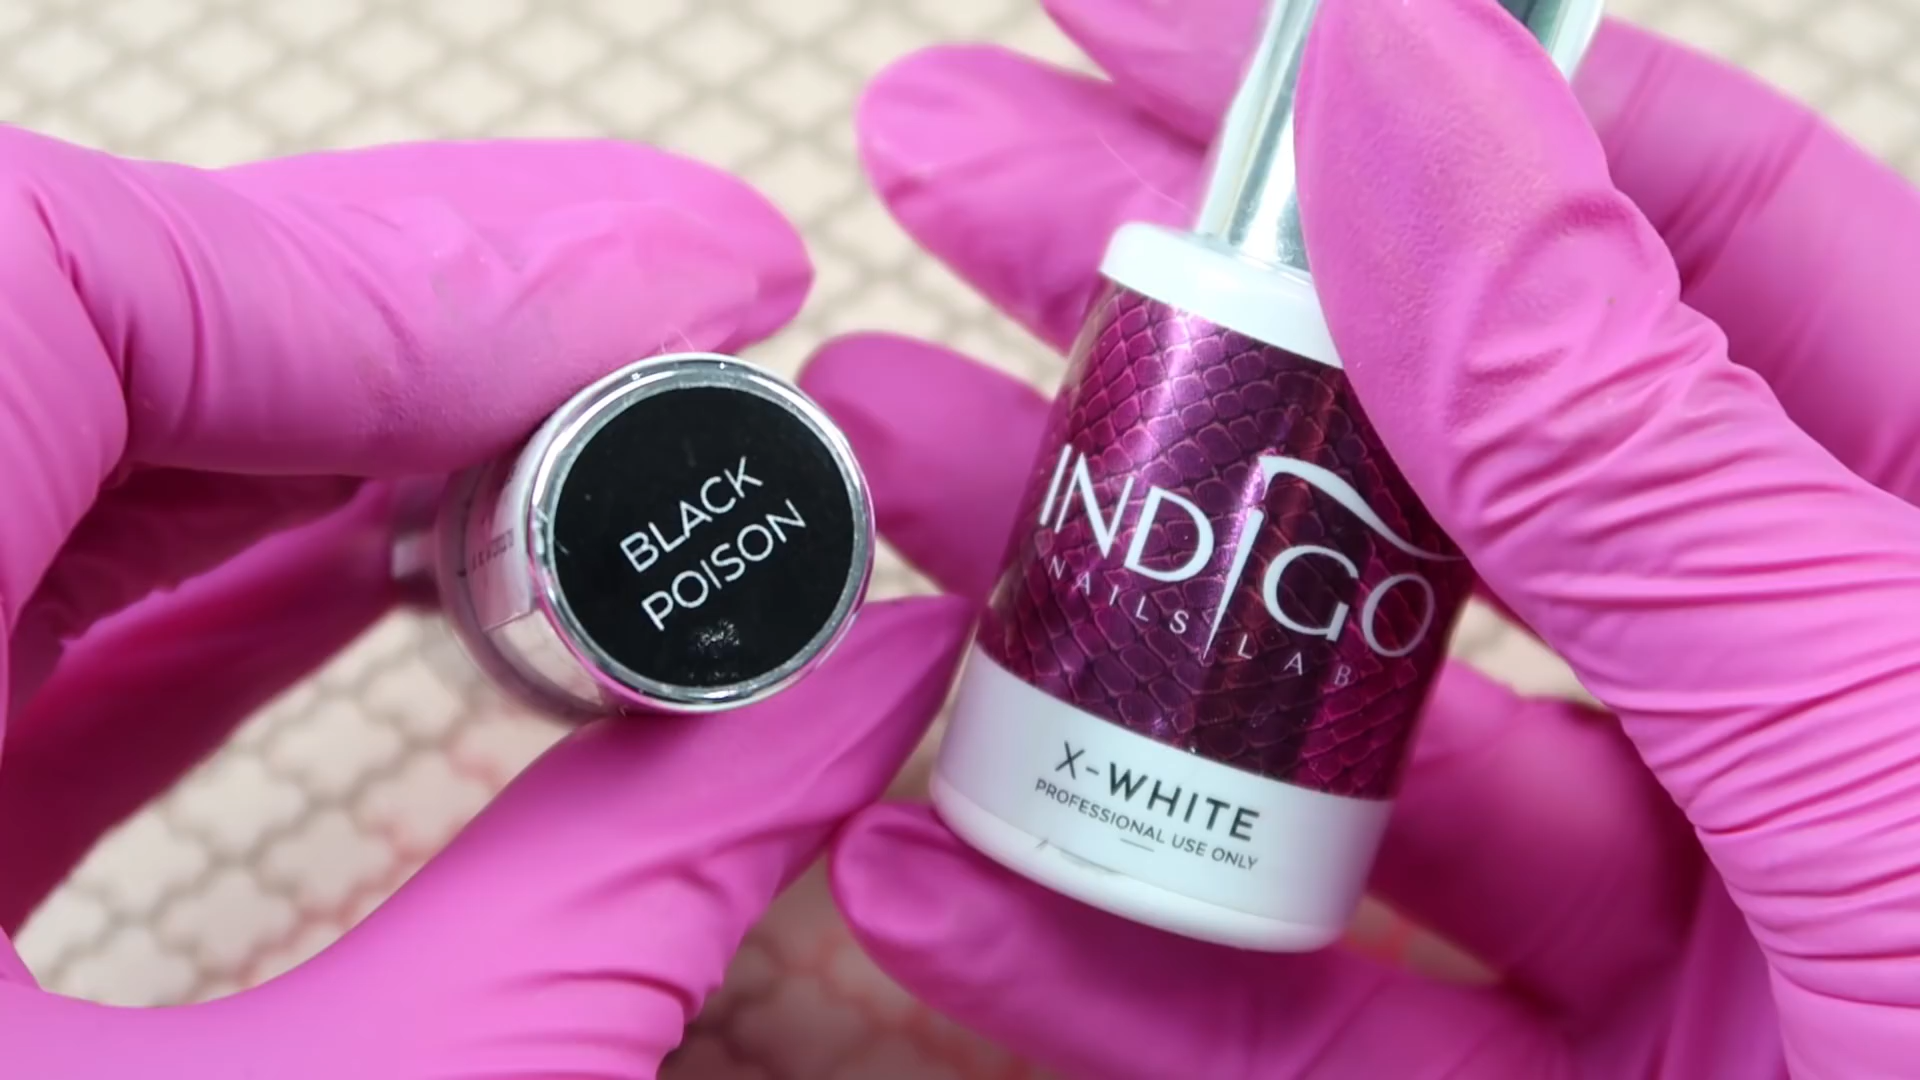 BLACK
POISON
INDIGO
NAILS LAB
X-WHITE
PROFESSIONAL USE ONLY